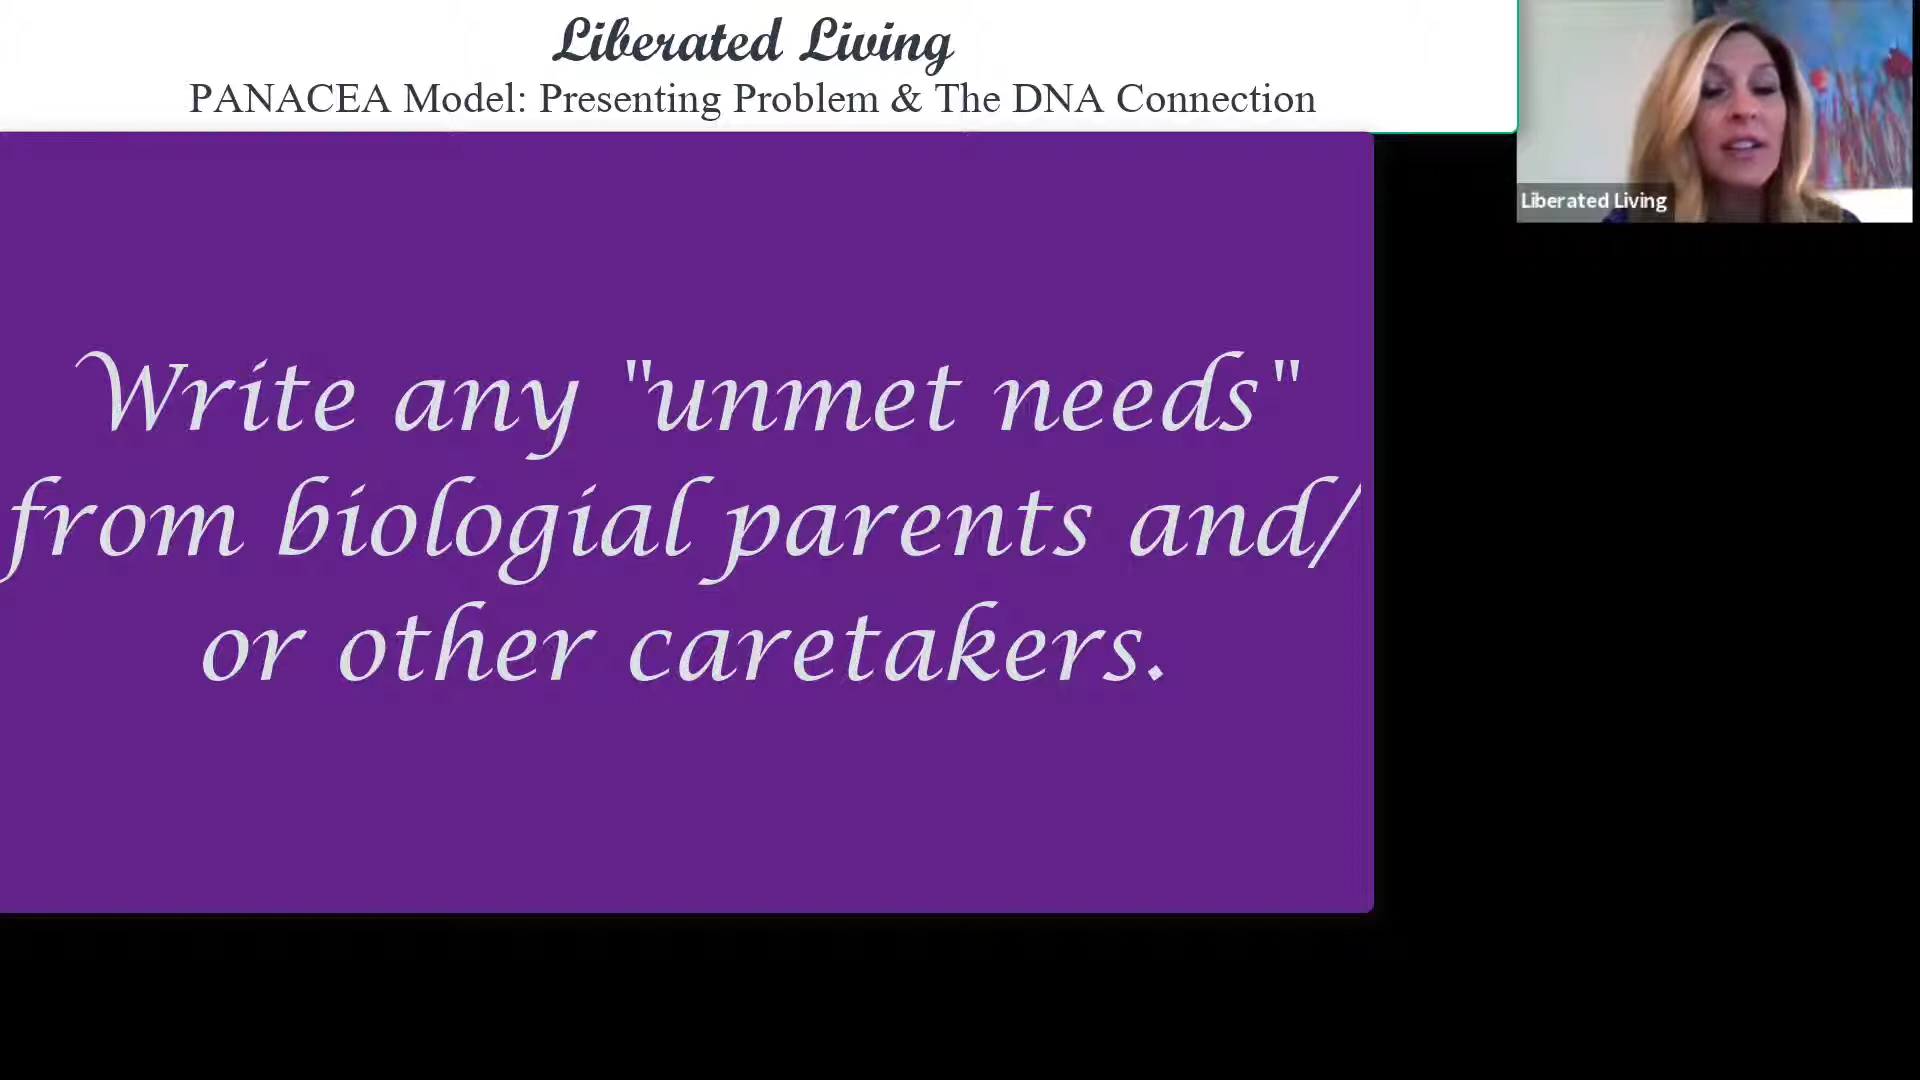 Liberated Living
PANACEA Model: Presenting Problem & The DNA Connection
Liberated Living
Write any "unmet needs"
from biologial parents and/
or other caretakers.